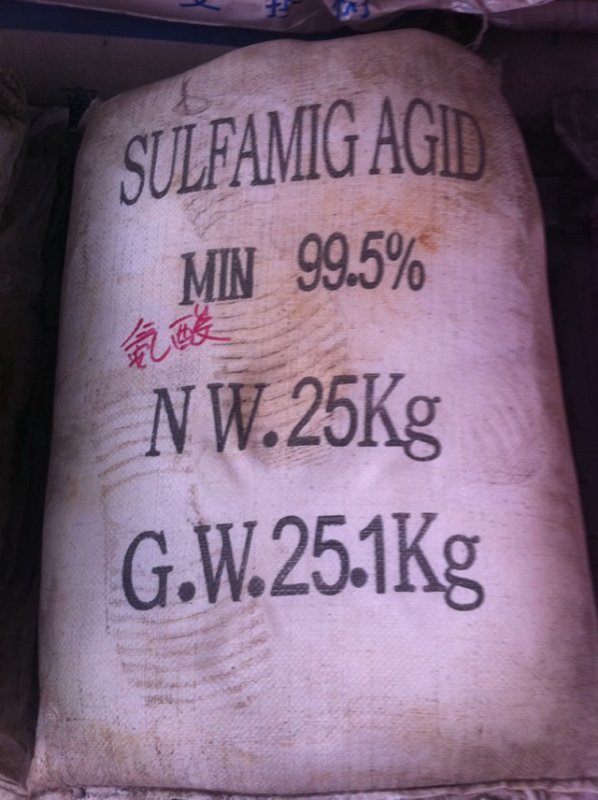 SULFAMIG AGID
MIN 99.5%
氨酸
N W. 25Kg
G.W. 25.1Kg